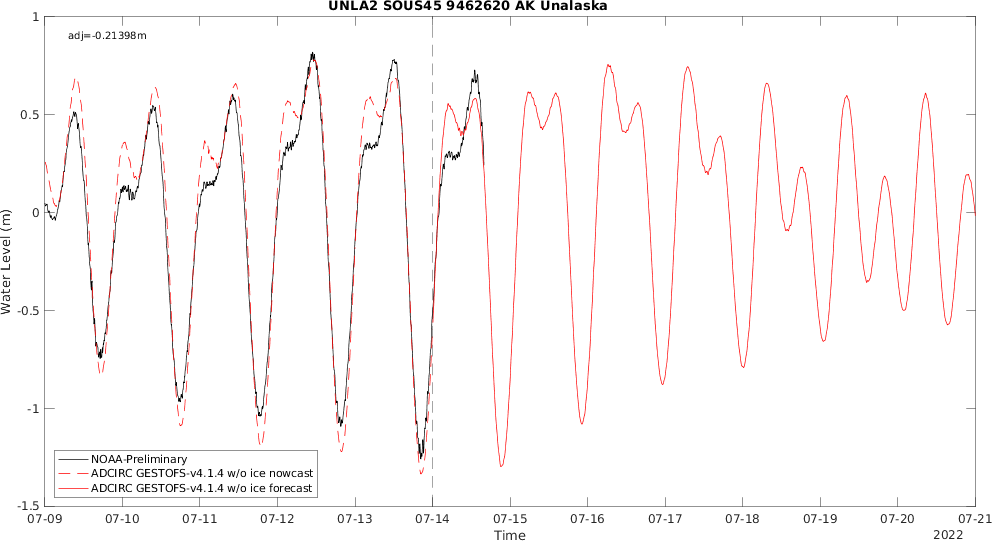 UNLA2 SOUS45 9462620 AK Unalaska
adj=-0.21398m
1
0.5
0
-0.5
-1
-1.5
Water Level (m)
NOAA-Preliminary
ADCIRC GESTOFS-v4.1.4 w/o ice nowcast
ADCIRC GESTOFS-v4.1.4 w/o ice forecast
07-09 07-10 07-11 07-12 07-13 07-14 07-15 07-16 07-17 07-18 07-19 07-20 07-21
Time
2022